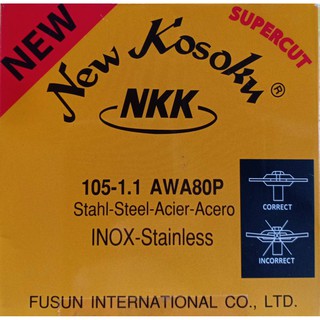 NEW
SUPERCUT
New Kosoku ®
NKK
105-1.1 AWA80P
Stahl-Steel-Acier-Acero
INOX-Stainless
CORRECT
INCORRECT
FUSUN INTERNATIONAL CO., LTD.